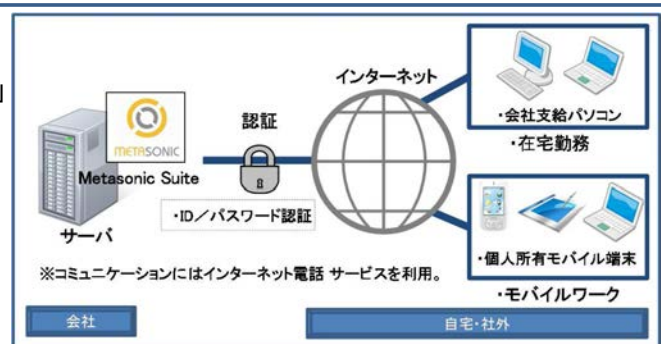 」
インターネット
認証
METASONIC
Metasonic Suite
・ID／パスワード認証
サーバ
・会社支給パソコン
・在宅勤務
・個人所有モバイル端末
・モバイルワーク
※コミュニケーションにはインターネット電話 サービスを利用。
会社
自宅・社外